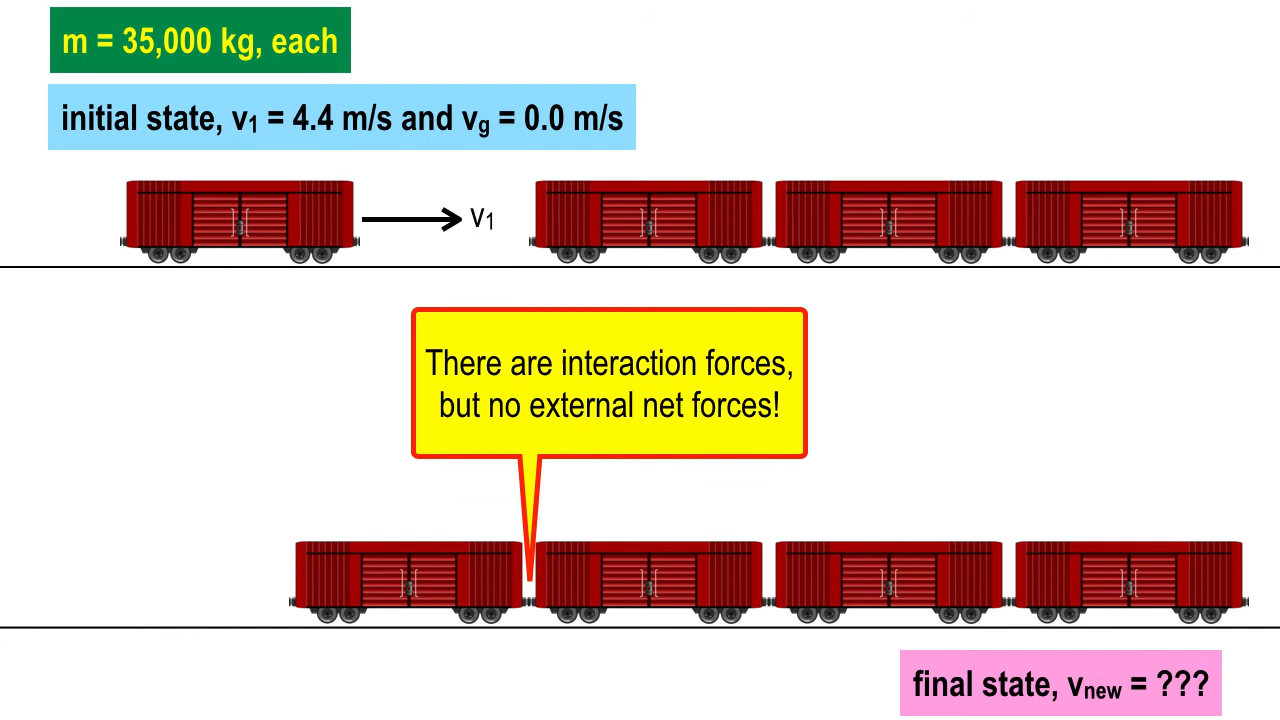 m = 35,000 kg, each
initial state, v₁ = 4.4 m/s and vg = 0.0 m/s
v₁
There are interaction forces,
but no external net forces!
final state, vnew = ???